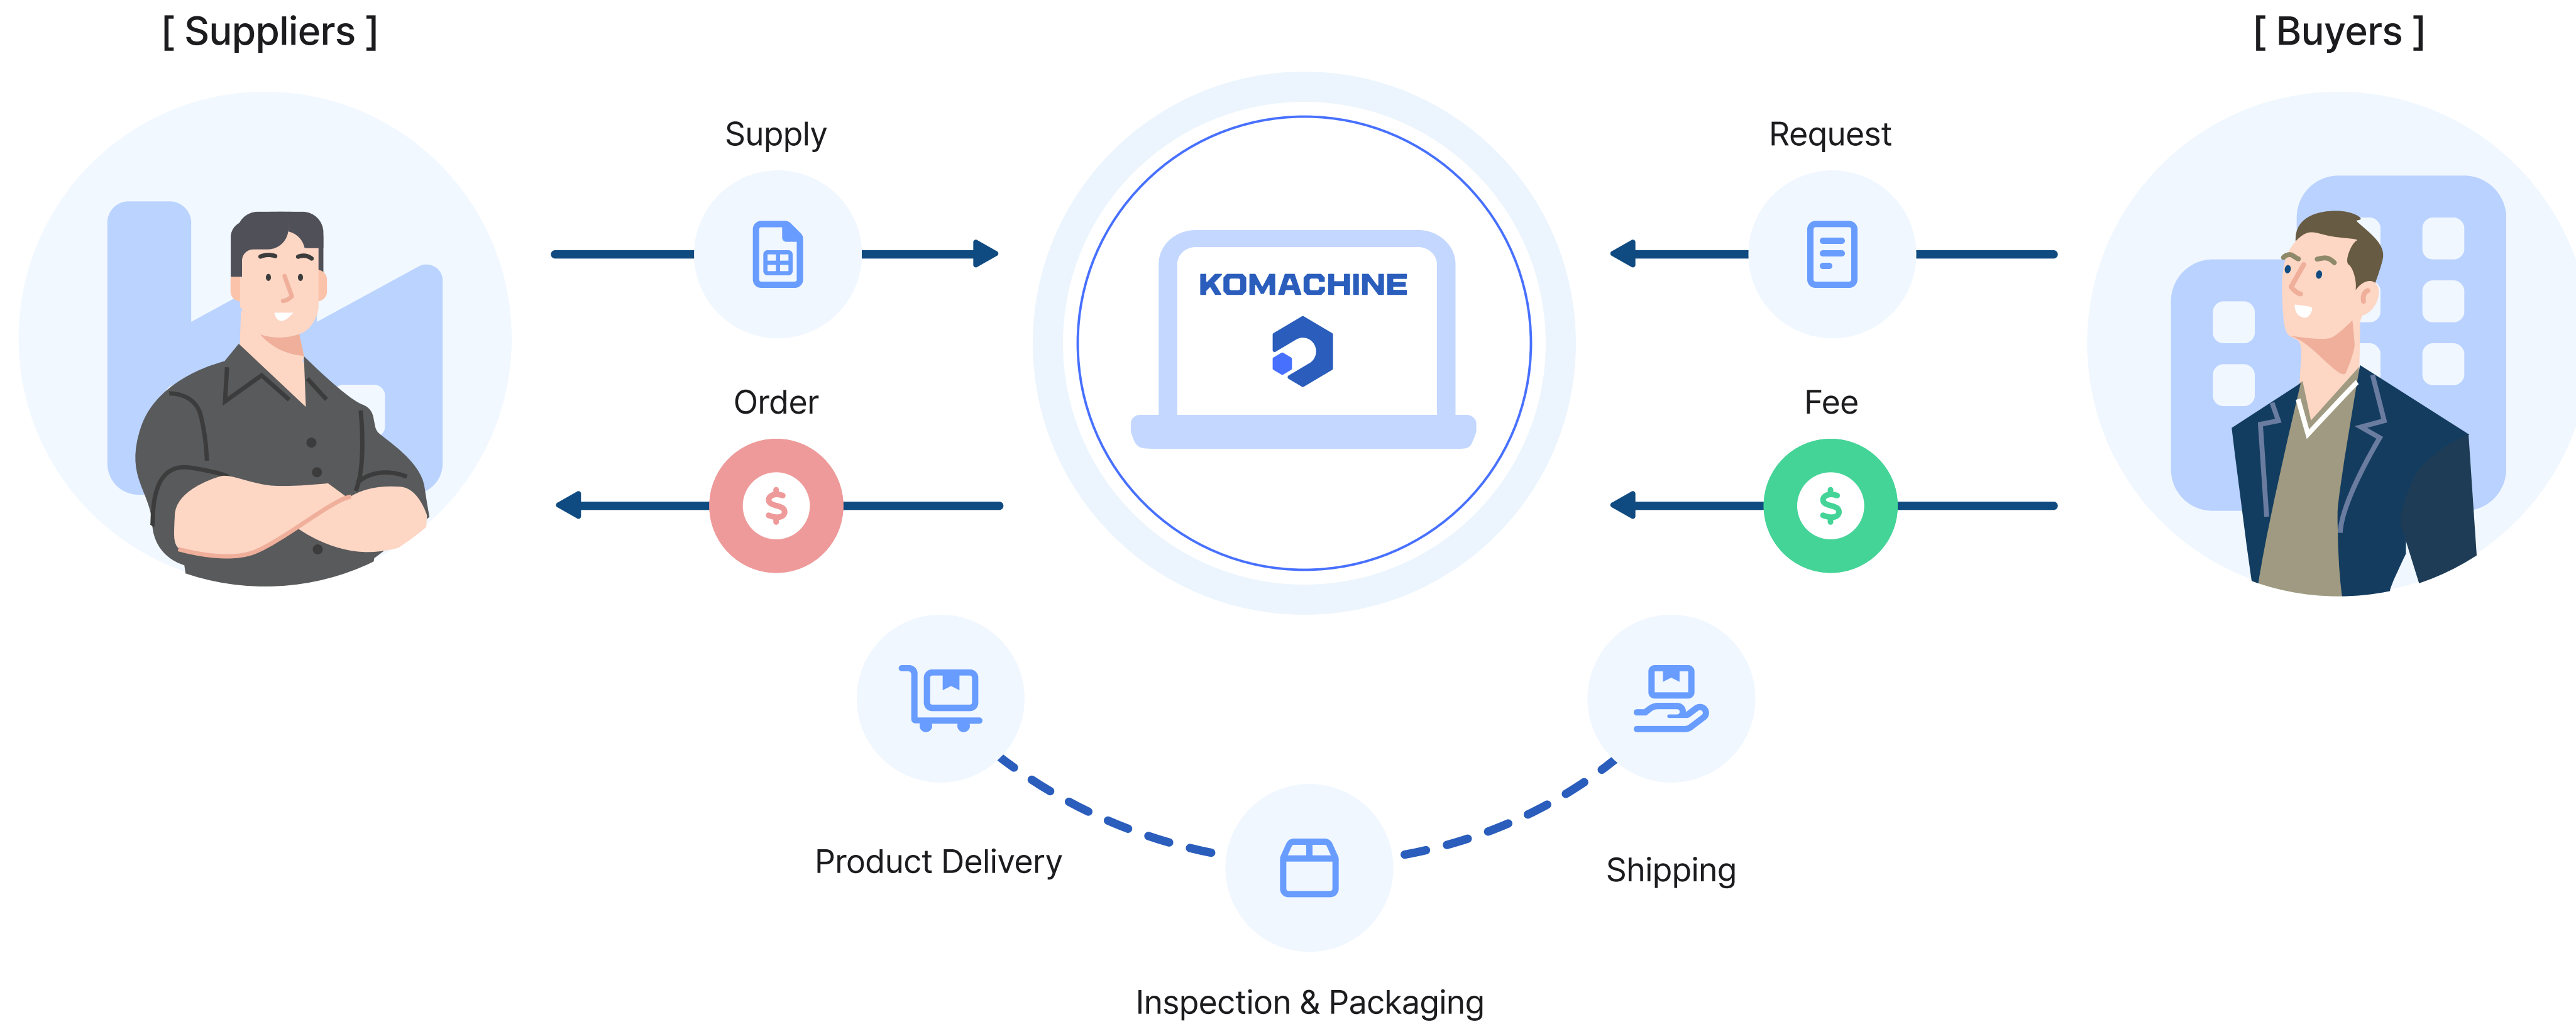 [ Suppliers ]
[ Buyers ]
Supply
Request
KOMACHINE
Order
Fee
$
$
Product Delivery
Shipping
Inspection & Packaging